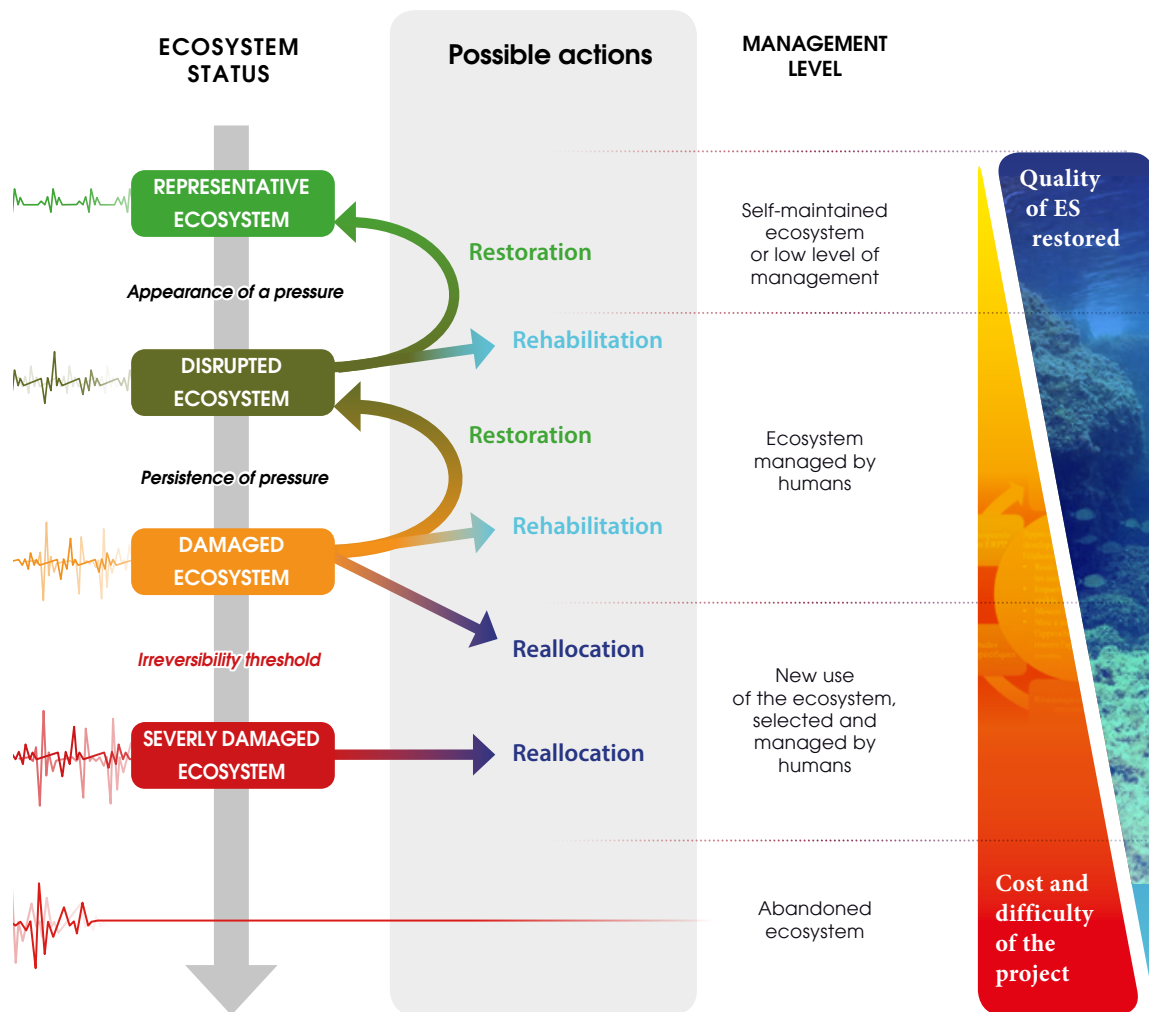 ECOSYSTEM
STATUS
Possible actions
MANAGEMENT
LEVEL
REPRESENTATIVE
ECOSYSTEM
Appearance of a pressure
DISRUPTED
ECOSYSTEM
Persistence of pressure
DAMAGED
ECOSYSTEM
Irreversibility threshold
SEVERLY DAMAGED
ECOSYSTEM
Restoration
Rehabilitation
Restoration
Rehabilitation
Reallocation
Reallocation
Self-maintained
ecosystem
or low level of
management
Ecosystem
managed by
humans
New use
of the ecosystem,
selected and
managed by
humans
Abandoned
ecosystem
Quality
of ES
restored
Cost and
difficulty
of the
project